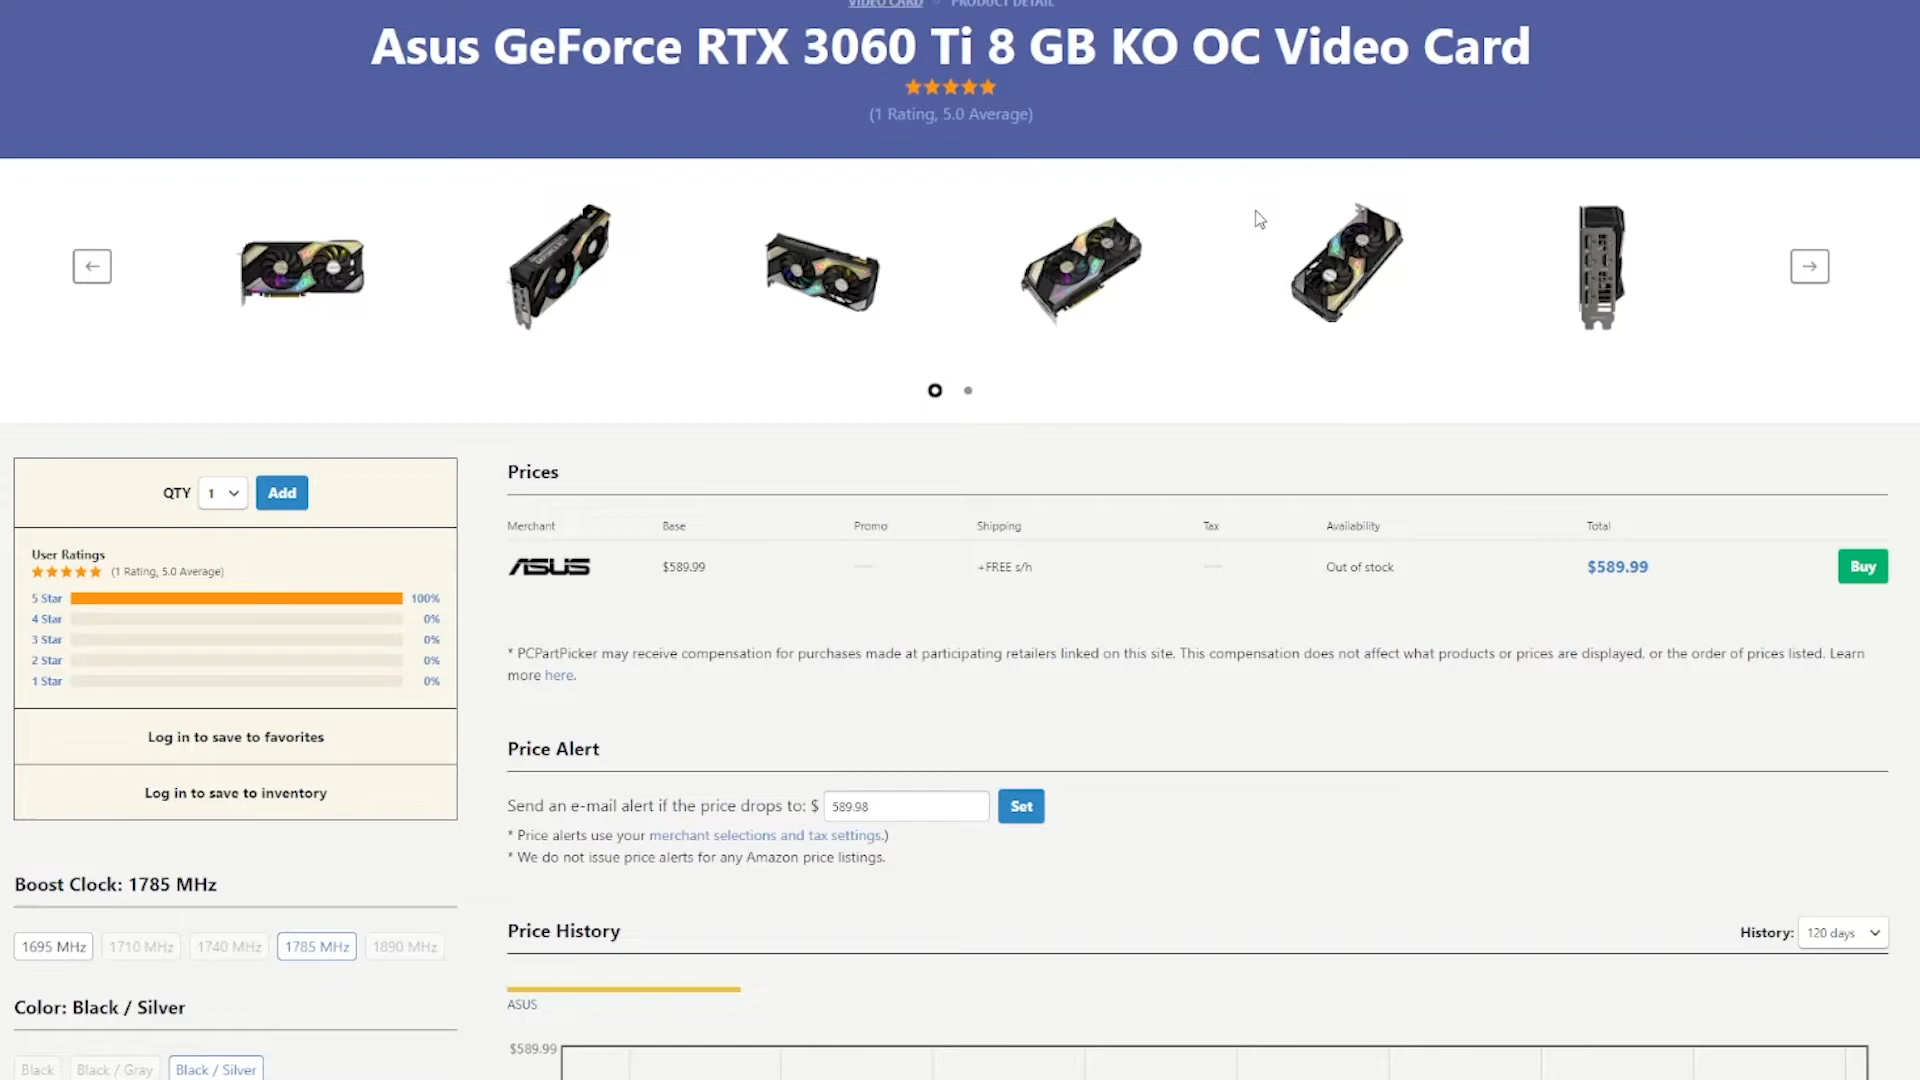 VIDEO CARD > PRODUCT DETAIL
Asus GeForce RTX 3060 Ti 8 GB KO OC Video Card
(1 Rating, 5.0 Average)
QTY 1 Add
User Ratings
(1 Rating, 5.0 Average)
5 Star 100%
4 Star 0%
3 Star 0%
2 Star 0%
1 Star 0%
Log in to save to favorites
Log in to save to inventory
Boost Clock: 1785 MHz
1695 MHz 1710 MHz 1740 MHz 1785 MHz 1890 MHz
Color: Black / Silver
Black Black / Gray Black / Silver
Prices
Merchant Base Promo Shipping Tax Availability Total
ASUS $589.99 — +FREE s/h — Out of stock $589.99 Buy
* PCPartPicker may receive compensation for purchases made at participating retailers linked on this site. This compensation does not affect what products or prices are displayed, or the order of prices listed. Learn
more here.
Price Alert
Send an e-mail alert if the price drops to: $ 589.98 Set
* Price alerts use your merchant selections and tax settings.)
* We do not issue price alerts for any Amazon price listings.
Price History History: 120 days
ASUS
$589.99